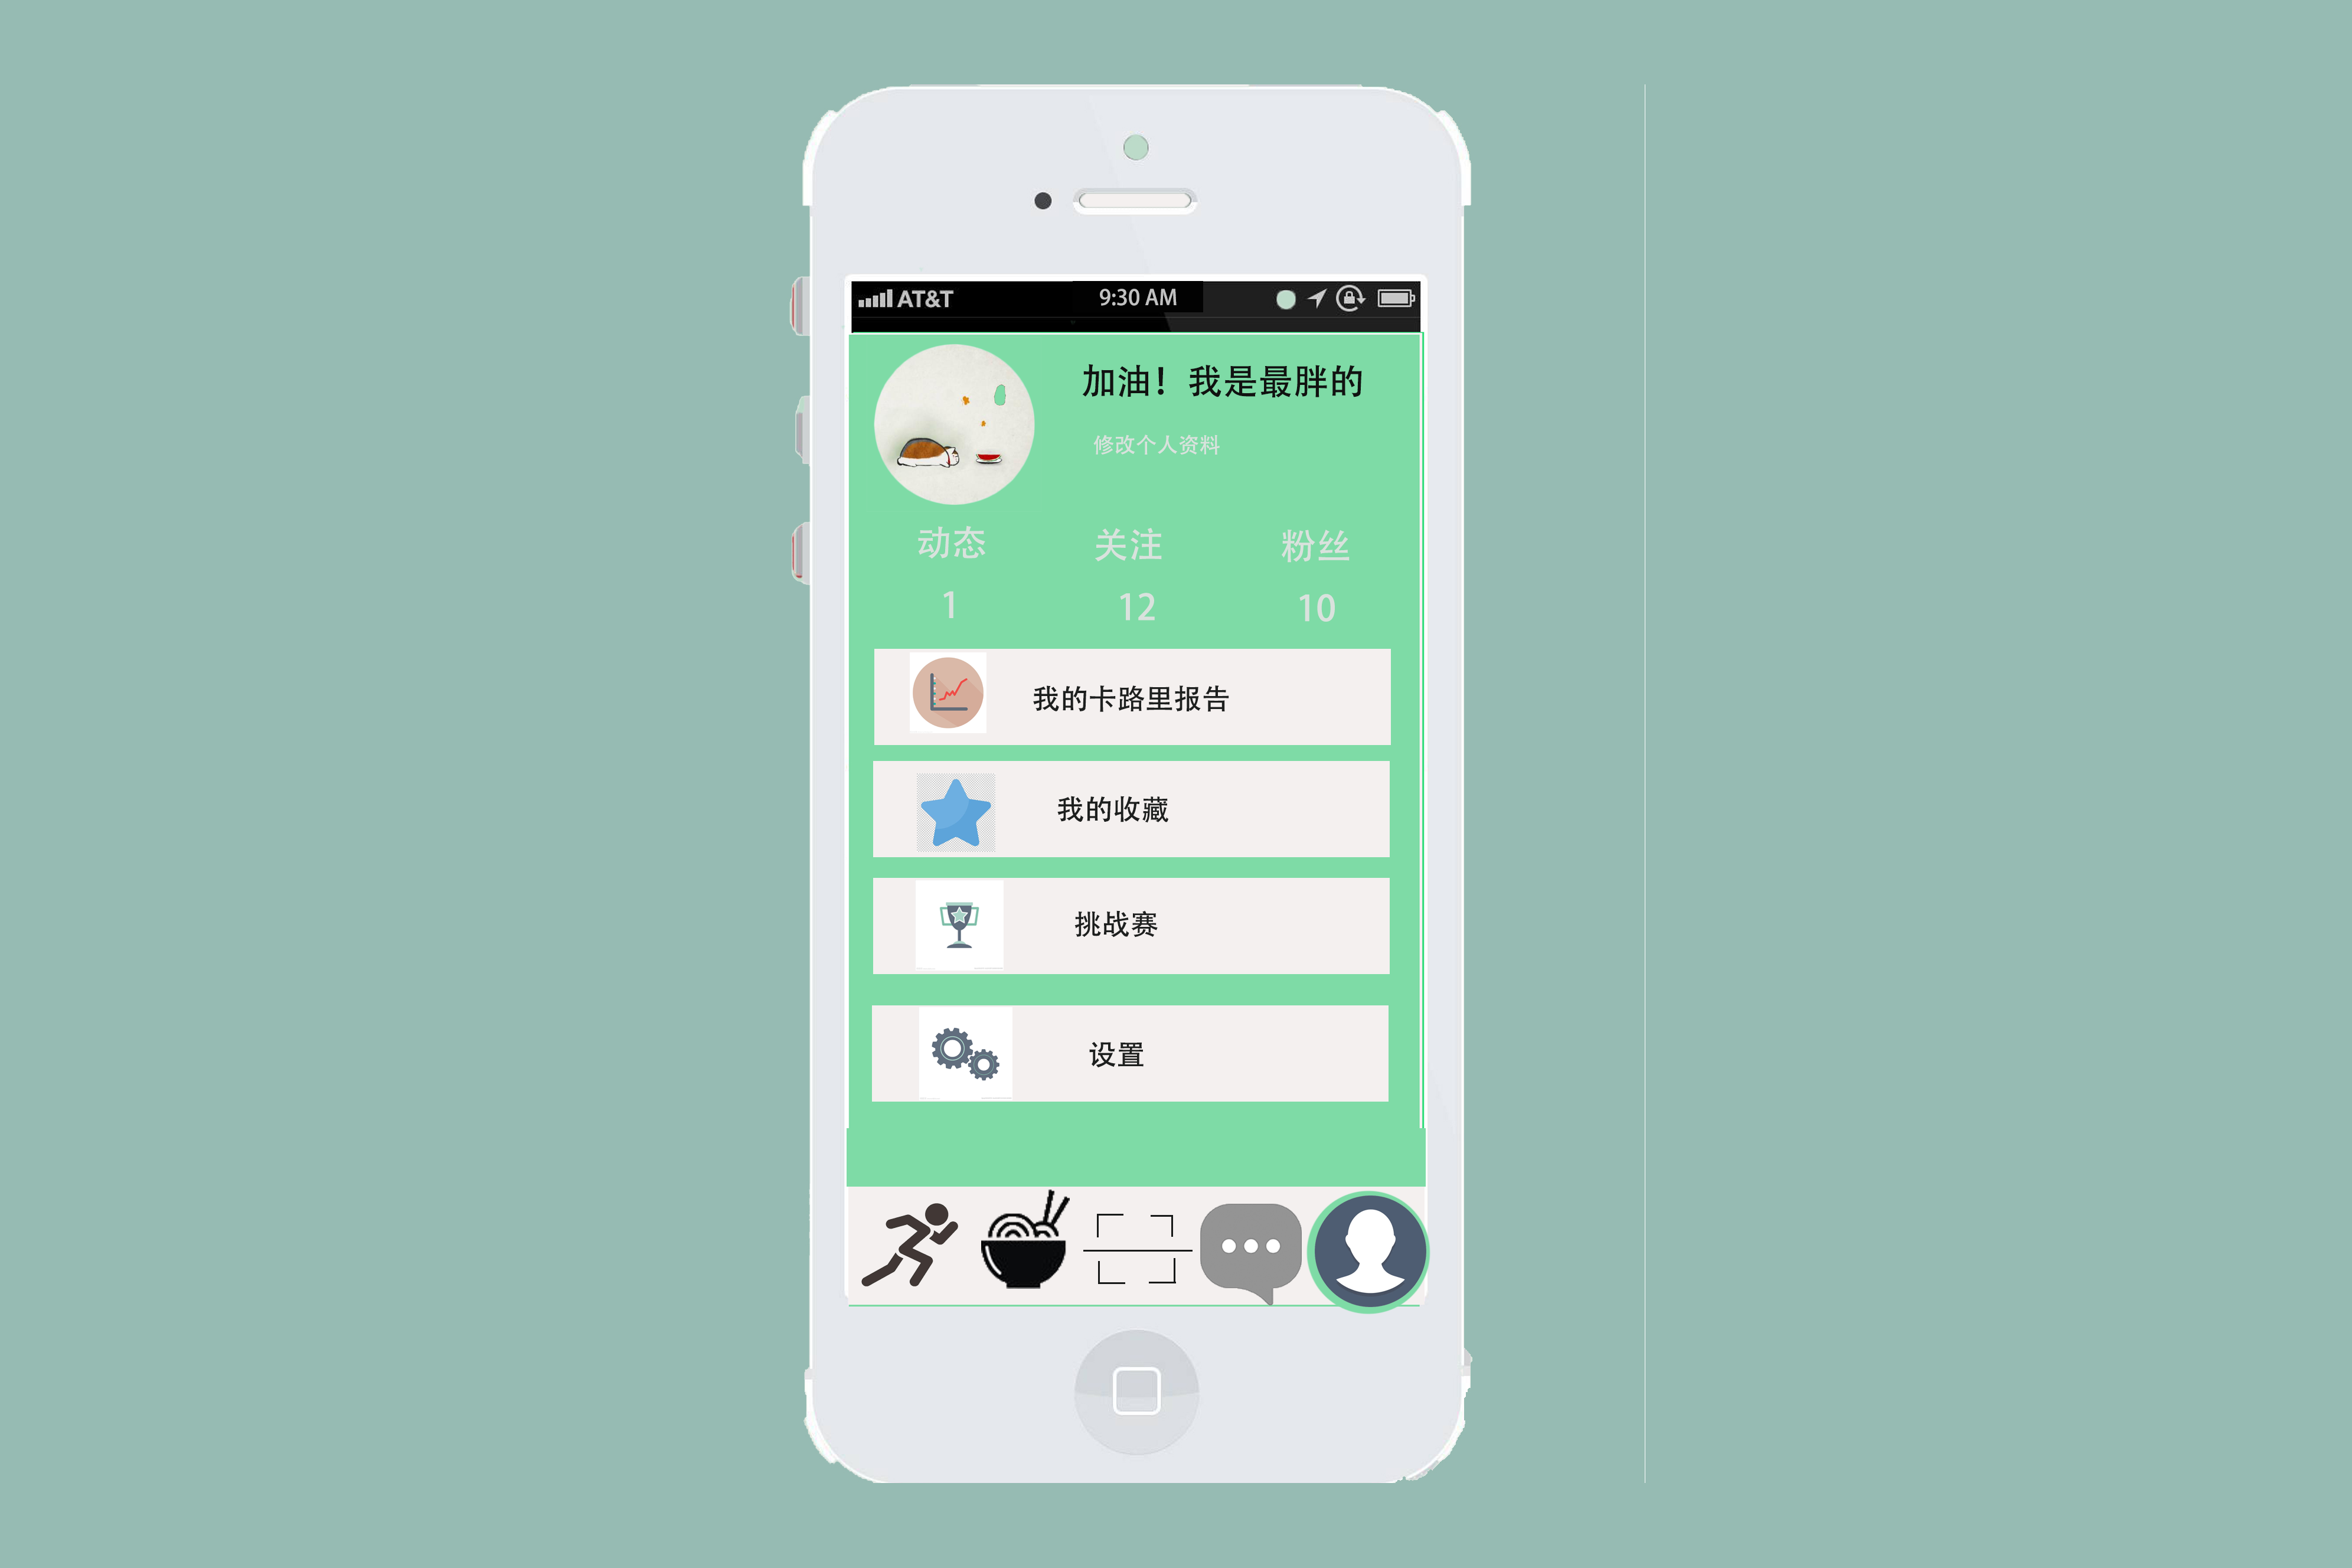 AT&T 9:30 AM
加油！我是最胖的
修改个人资料
动态 关注 粉丝
1 12 10
我的卡路里报告
我的收藏
挑战赛
设置